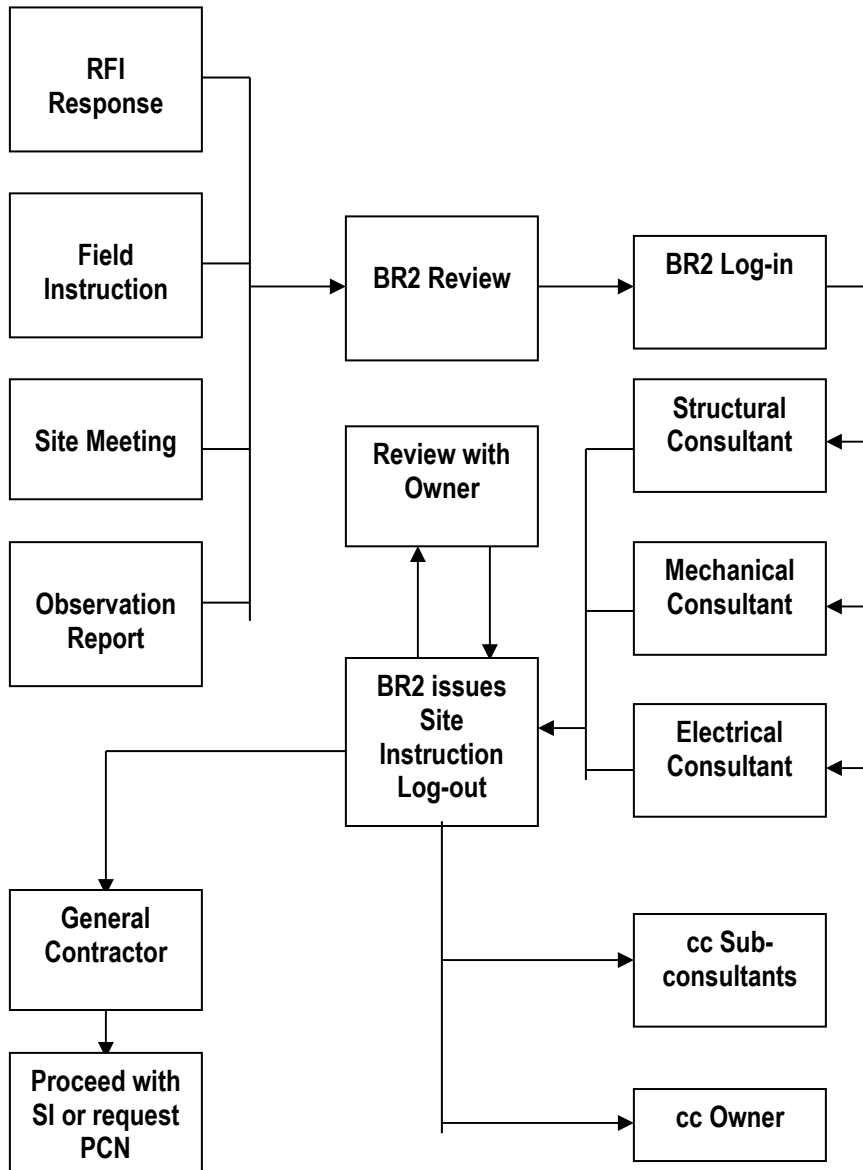 RFI
Response
Field
Instruction
BR2 Review
BR2 Log-in
Site Meeting
Review with
Owner
Structural
Consultant
Observation
Report
Mechanical
Consultant
BR2 issues
Site
Instruction
Log-out
Electrical
Consultant
General
Contractor
cc Sub-
consultants
Proceed with
SI or request
PCN
cc Owner